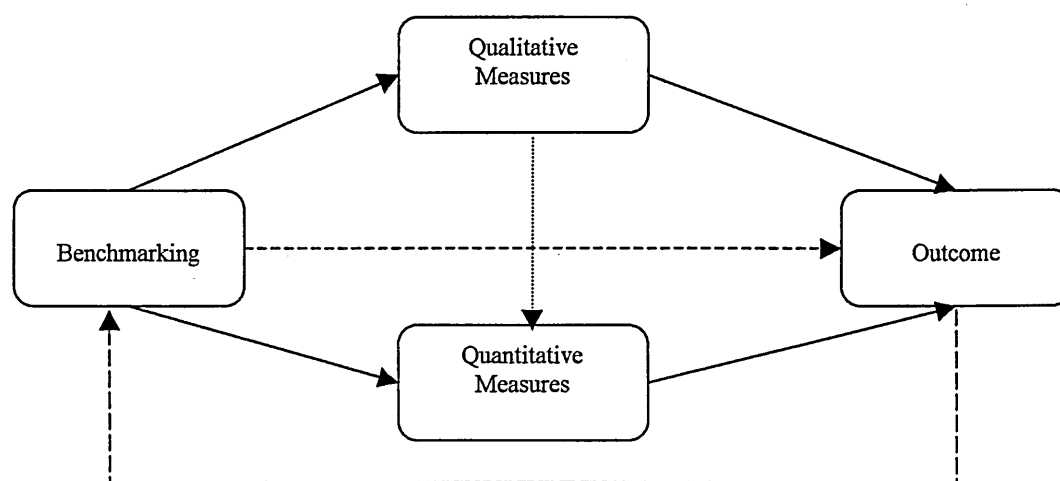 Qualitative
Measures
Benchmarking
Outcome
Quantitative
Measures